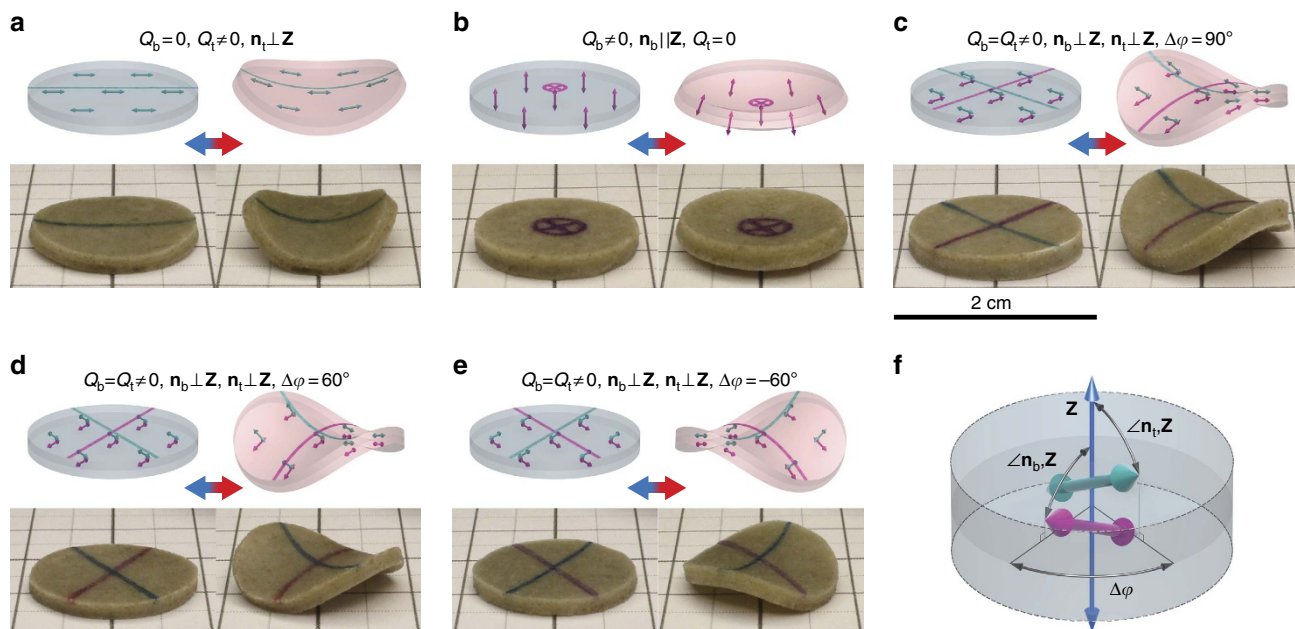 a
Q_b=0, Q_t≠0, n_t⊥Z
b
Q_b≠0, n_b||Z, Q_t=0
c
Q_b=Q_t≠0, n_b⊥Z, n_t⊥Z, Δφ=90°
2 cm
d
Q_b=Q_t≠0, n_b⊥Z, n_t⊥Z, Δφ=60°
e
Q_b=Q_t≠0, n_b⊥Z, n_t⊥Z, Δφ=−60°
f
Z
∠n_t,Z
∠n_b,Z
Δφ